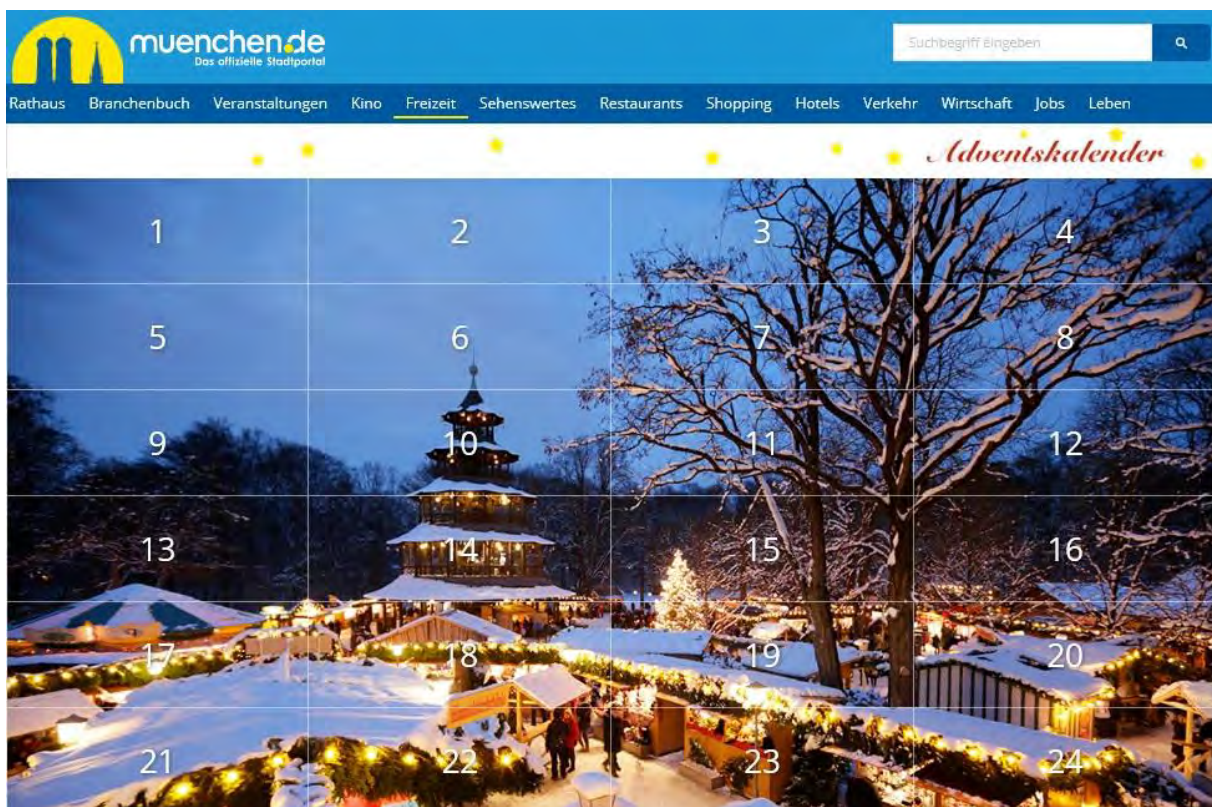 muenchen.de
Das offizielle Stadtportal
Suchbegriff eingeben
Rathaus Branchenbuch Veranstaltungen Kino Freizeit Sehenswertes Restaurants Shopping Hotels Verkehr Wirtschaft Jobs Leben
Adventskalender
1 2 3 4
5 6 7 8
9 10 11 12
13 14 15 16
17 18 19 20
21 22 23 24